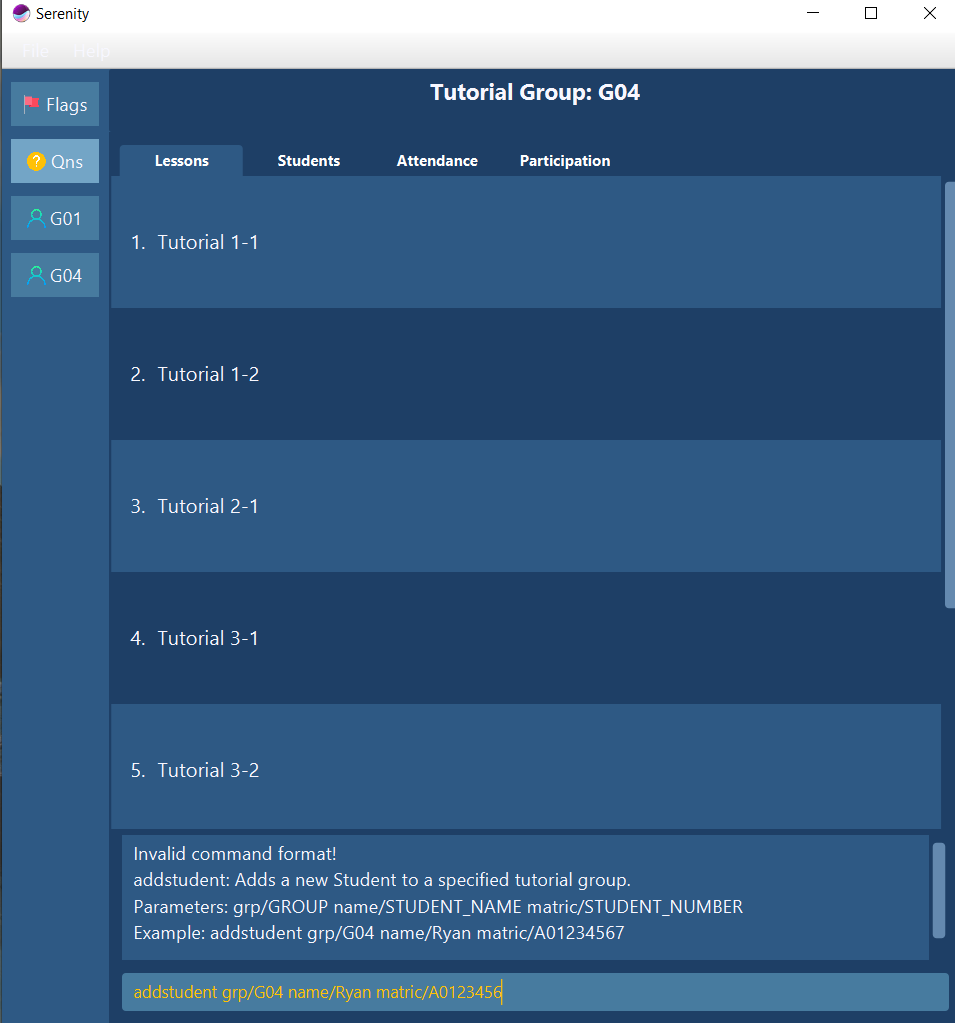 Serenity
File Help
Flags
Qns
G01
G04
Tutorial Group: G04
Lessons Students Attendance Participation
1. Tutorial 1-1
2. Tutorial 1-2
3. Tutorial 2-1
4. Tutorial 3-1
5. Tutorial 3-2
Invalid command format!
addstudent: Adds a new Student to a specified tutorial group.
Parameters: grp/GROUP name/STUDENT_NAME matric/STUDENT_NUMBER
Example: addstudent grp/G04 name/Ryan matric/A01234567
addstudent grp/G04 name/Ryan matric/A0123456